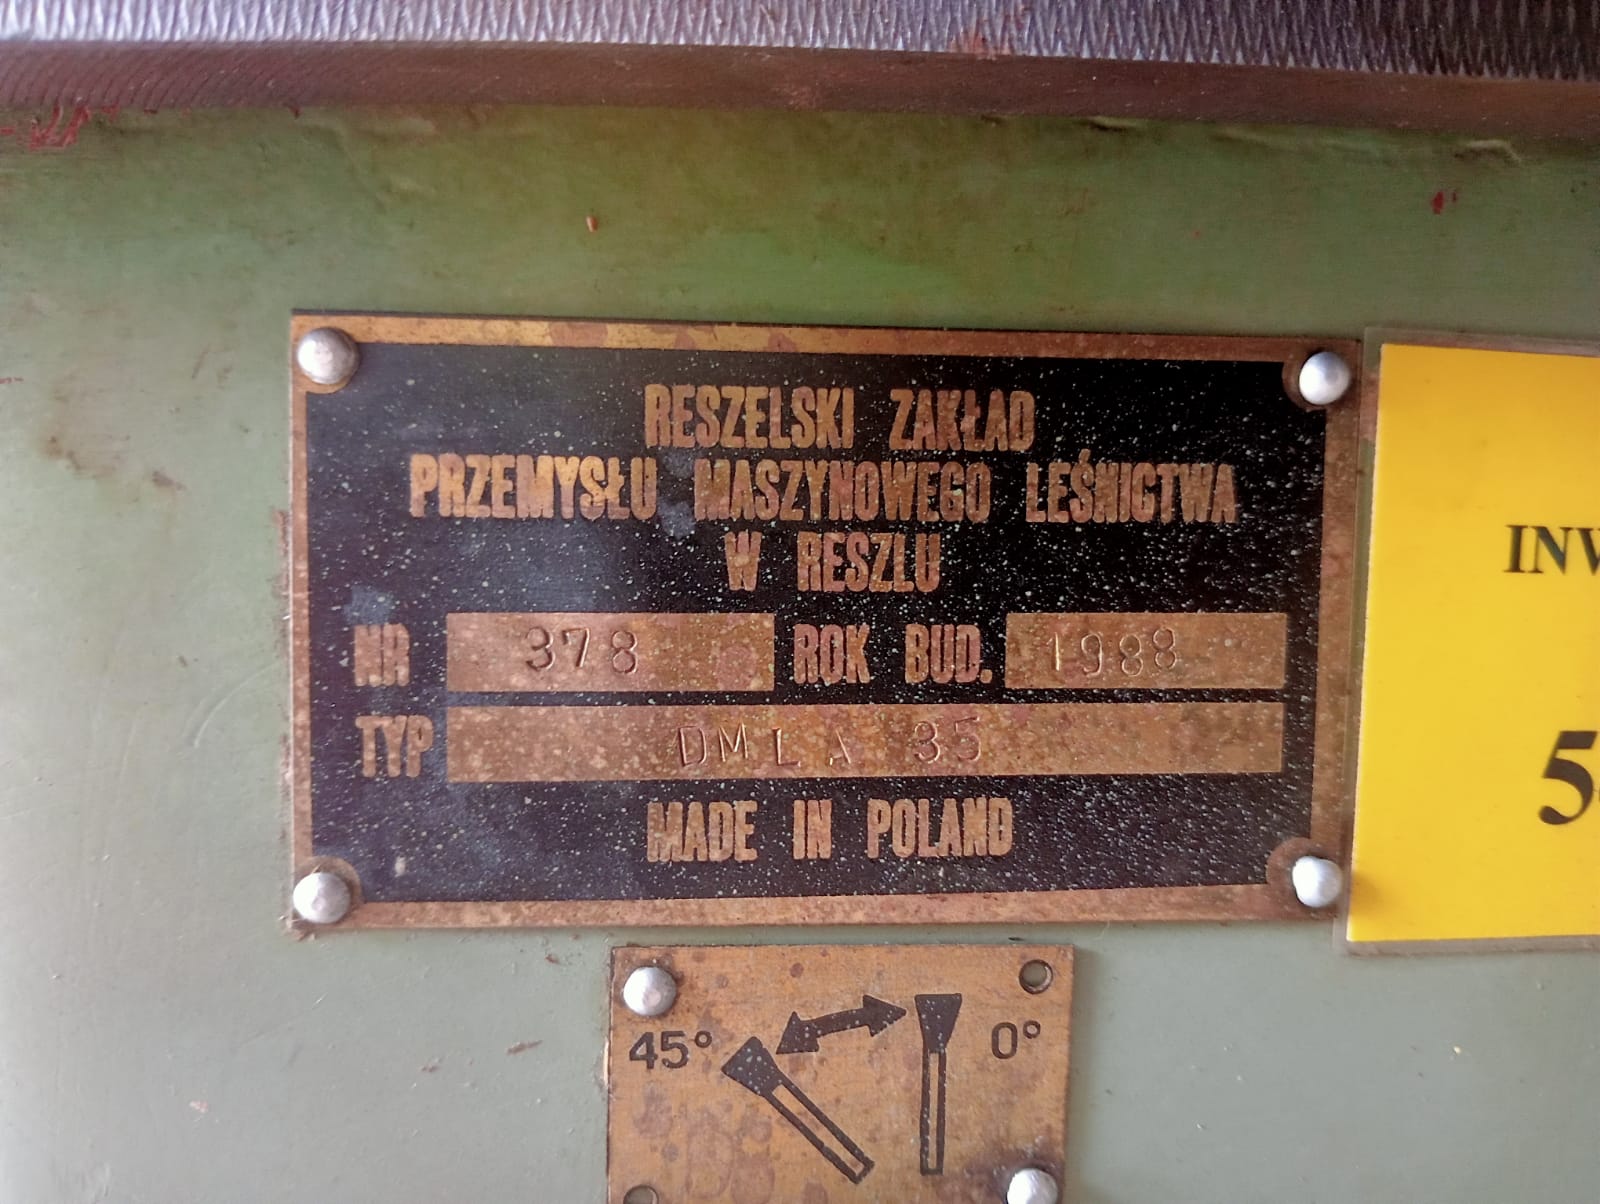 RESZELSKI ZAKŁAD
PRZEMYSŁU MASZYNOWEGO LEŚNICTWA
W RESZLU
NR 378 ROK BUD. 1988
TYP DMLA 35
MADE IN POLAND
45° 0°
INW
5